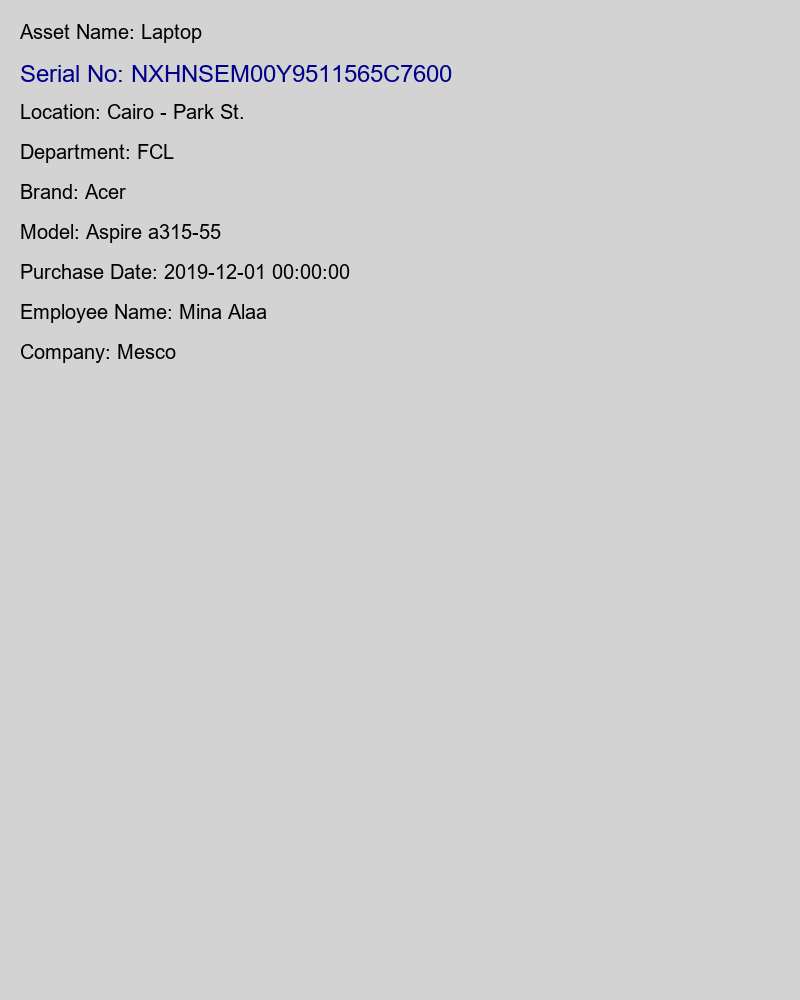 Asset Name: Laptop
Serial No: NXHNSEM00Y9511565C7600
Location: Cairo - Park St.
Department: FCL
Brand: Acer
Model: Aspire a315-55
Purchase Date: 2019-12-01 00:00:00
Employee Name: Mina Alaa
Company: Mesco